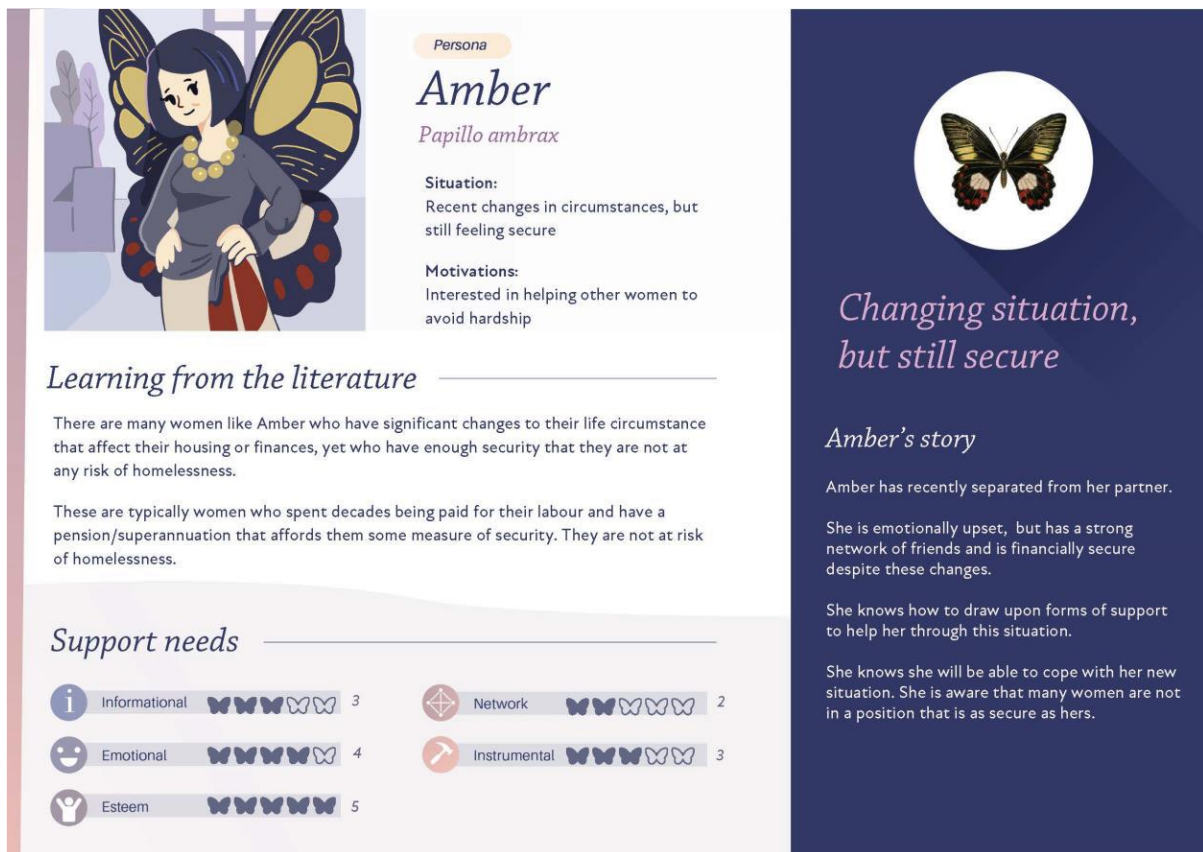 Persona
Amber
Papillo ambrax
Situation:
Recent changes in circumstances, but
still feeling secure
Motivations:
Interested in helping other women to
avoid hardship
Learning from the literature
There are many women like Amber who have significant changes to their life circumstance
that affect their housing or finances, yet who have enough security that they are not at
any risk of homelessness.
These are typically women who spent decades being paid for their labour and have a
pension/superannuation that affords them some measure of security. They are not at risk
of homelessness.
Support needs
i Informational 3
Emotional 4
Esteem 5
Network 2
Instrumental 3
Changing situation,
but still secure
Amber's story
Amber has recently separated from her partner.
She is emotionally upset, but has a strong
network of friends and is financially secure
despite these changes.
She knows how to draw upon forms of support
to help her through this situation.
She knows she will be able to cope with her new
situation. She is aware that many women are not
in a position that is as secure as hers.